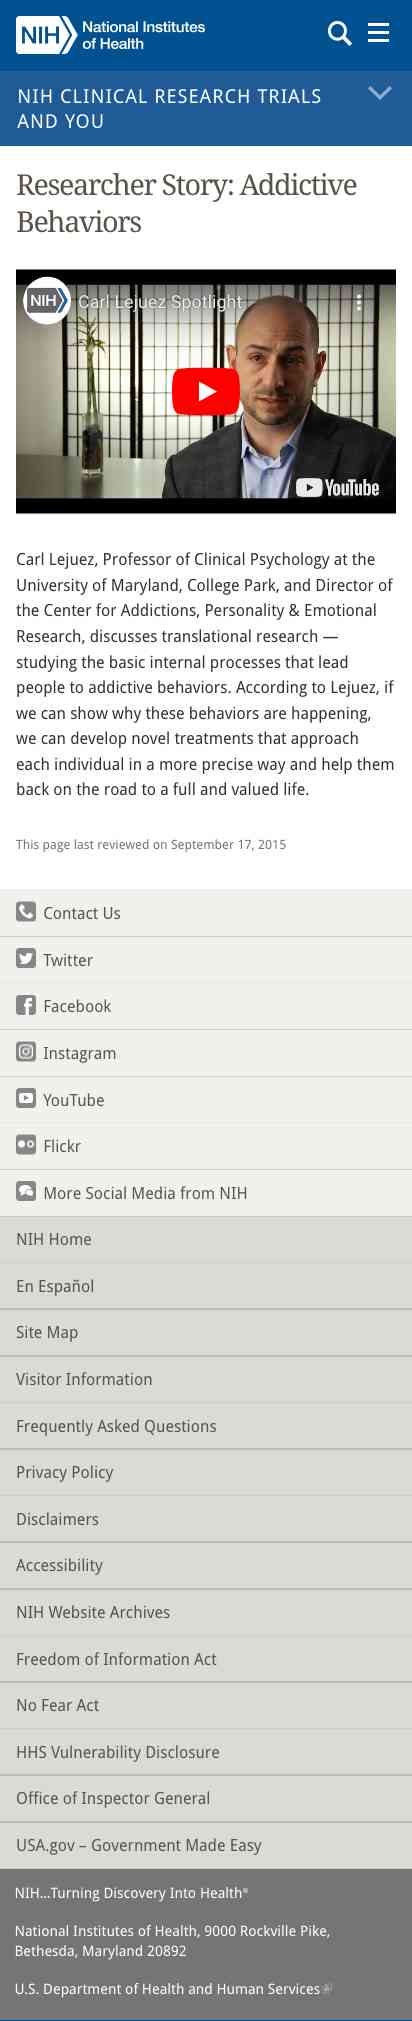 NIH
National Institutes
of Health
NIH CLINICAL RESEARCH TRIALS
AND YOU
Researcher Story: Addictive
Behaviors
NIH
Carl Lejuez Spotlight
YouTube
Carl Lejuez, Professor of Clinical Psychology at the
University of Maryland, College Park, and Director of
the Center for Addictions, Personality & Emotional
Research, discusses translational research —
studying the basic internal processes that lead
people to addictive behaviors. According to Lejuez, if
we can show why these behaviors are happening,
we can develop novel treatments that approach
each individual in a more precise way and help them
back on the road to a full and valued life.
This page last reviewed on September 17, 2015
Contact Us
Twitter
Facebook
Instagram
YouTube
Flickr
More Social Media from NIH
NIH Home
En Español
Site Map
Visitor Information
Frequently Asked Questions
Privacy Policy
Disclaimers
Accessibility
NIH Website Archives
Freedom of Information Act
No Fear Act
HHS Vulnerability Disclosure
Office of Inspector General
USA.gov – Government Made Easy
NIH...Turning Discovery Into Health®
National Institutes of Health, 9000 Rockville Pike,
Bethesda, Maryland 20892
U.S. Department of Health and Human Services